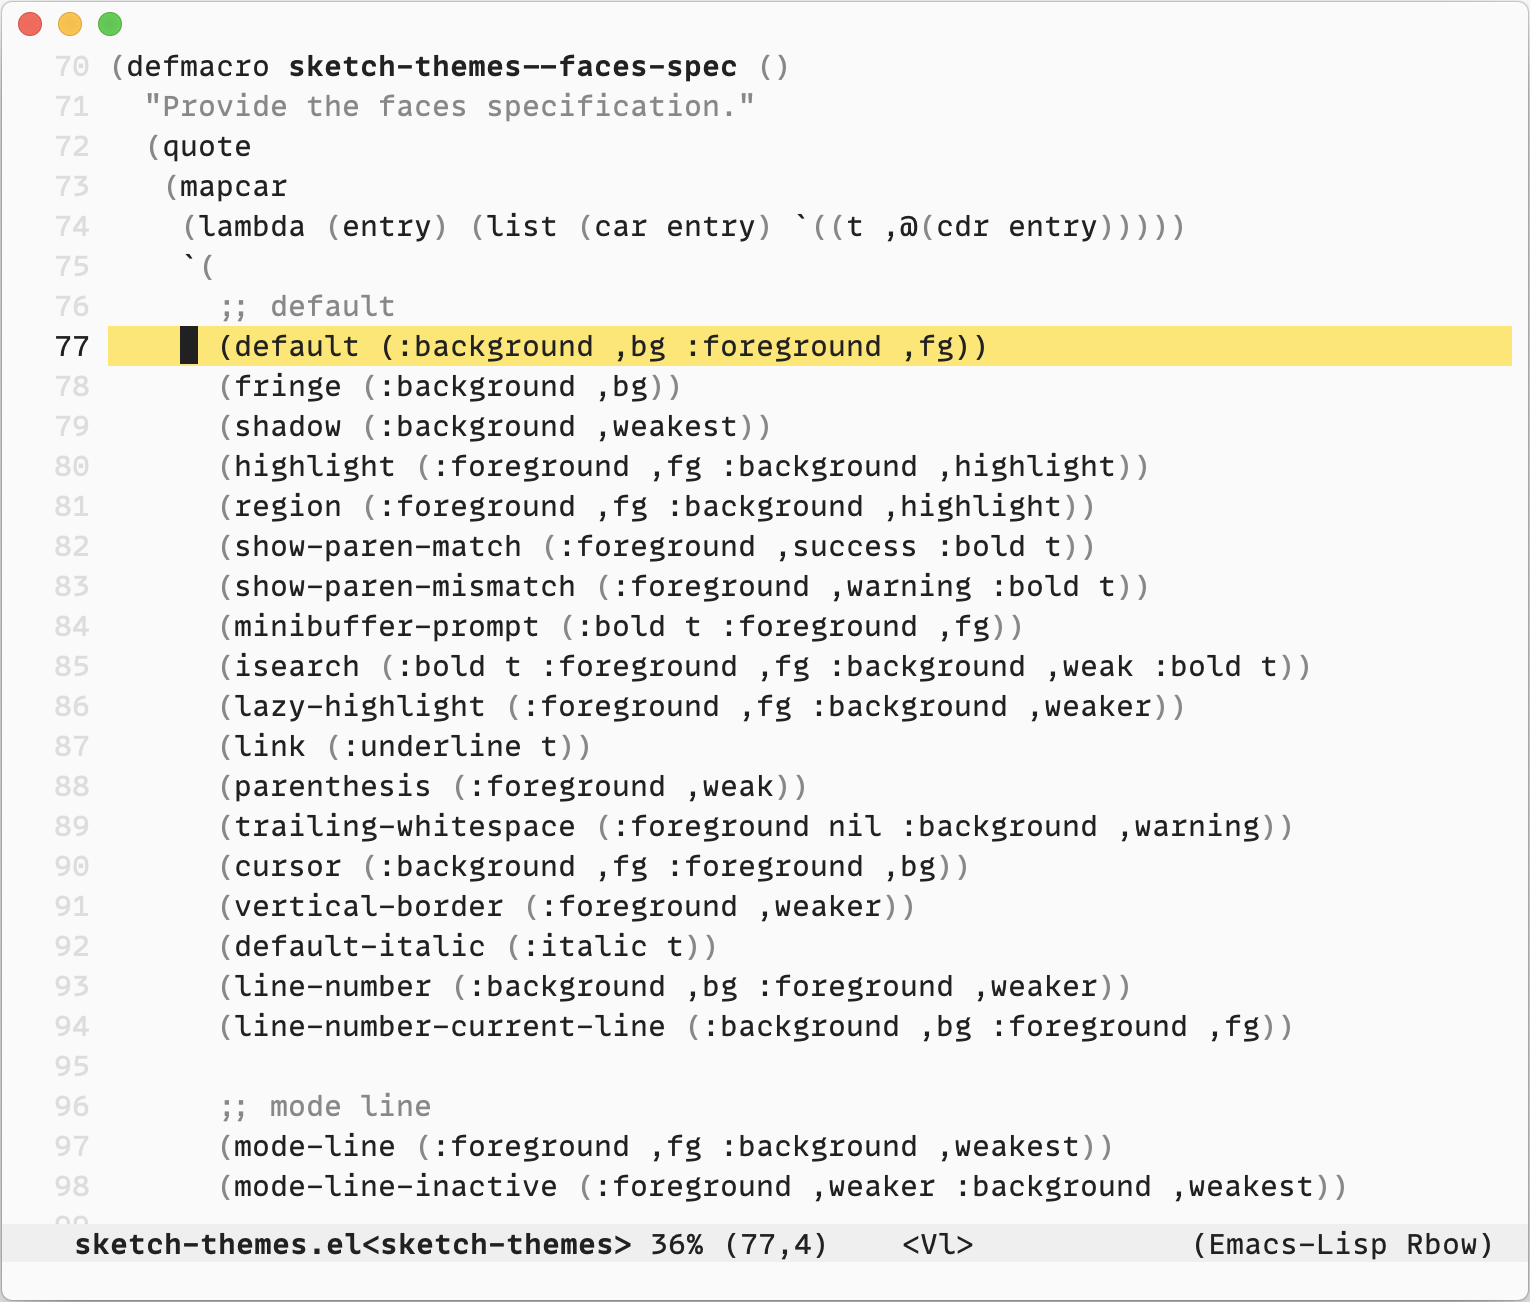 70 (defmacro sketch-themes--faces-spec ()
71   "Provide the faces specification."
72   (quote
73    (mapcar
74     (lambda (entry) (list (car entry) `((t ,@(cdr entry)))))
75     `(
76       ;; default
77       (default (:background ,bg :foreground ,fg))
78       (fringe (:background ,bg))
79       (shadow (:background ,weakest))
80       (highlight (:foreground ,fg :background ,highlight))
81       (region (:foreground ,fg :background ,highlight))
82       (show-paren-match (:foreground ,success :bold t))
83       (show-paren-mismatch (:foreground ,warning :bold t))
84       (minibuffer-prompt (:bold t :foreground ,fg))
85       (isearch (:bold t :foreground ,fg :background ,weak :bold t))
86       (lazy-highlight (:foreground ,fg :background ,weaker))
87       (link (:underline t))
88       (parenthesis (:foreground ,weak))
89       (trailing-whitespace (:foreground nil :background ,warning))
90       (cursor (:background ,fg :foreground ,bg))
91       (vertical-border (:foreground ,weaker))
92       (default-italic (:italic t))
93       (line-number (:background ,bg :foreground ,weaker))
94       (line-number-current-line (:background ,bg :foreground ,fg))
95
96       ;; mode line
97       (mode-line (:foreground ,fg :background ,weakest))
98       (mode-line-inactive (:foreground ,weaker :background ,weakest))
sketch-themes.el<sketch-themes> 36% (77,4)    <Vl>    (Emacs-Lisp Rbow)